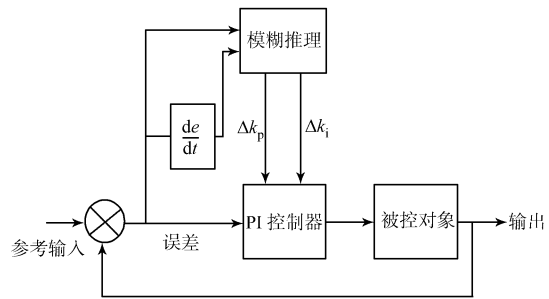 模糊推理
de
dt
Δkp
Δki
参考输入
误差
PI 控制器
被控对象
输出